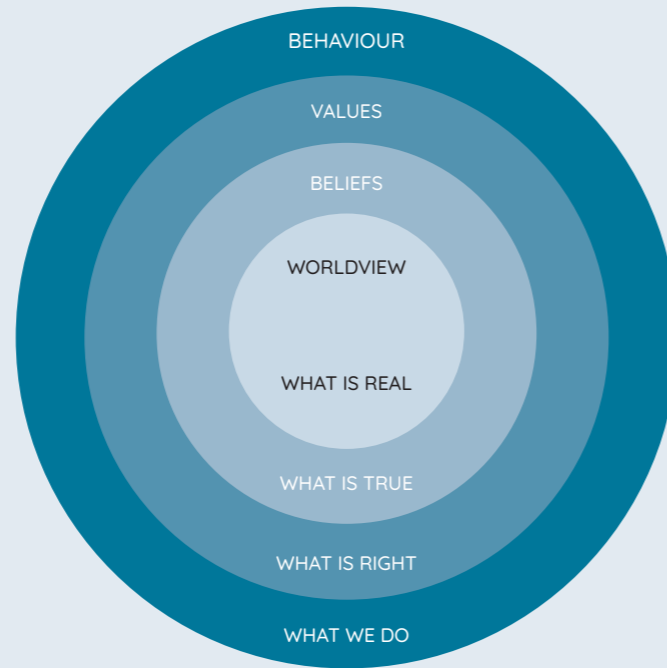 BEHAVIOUR
VALUES
BELIEFS
WORLDVIEW
WHAT IS REAL
WHAT IS TRUE
WHAT IS RIGHT
WHAT WE DO